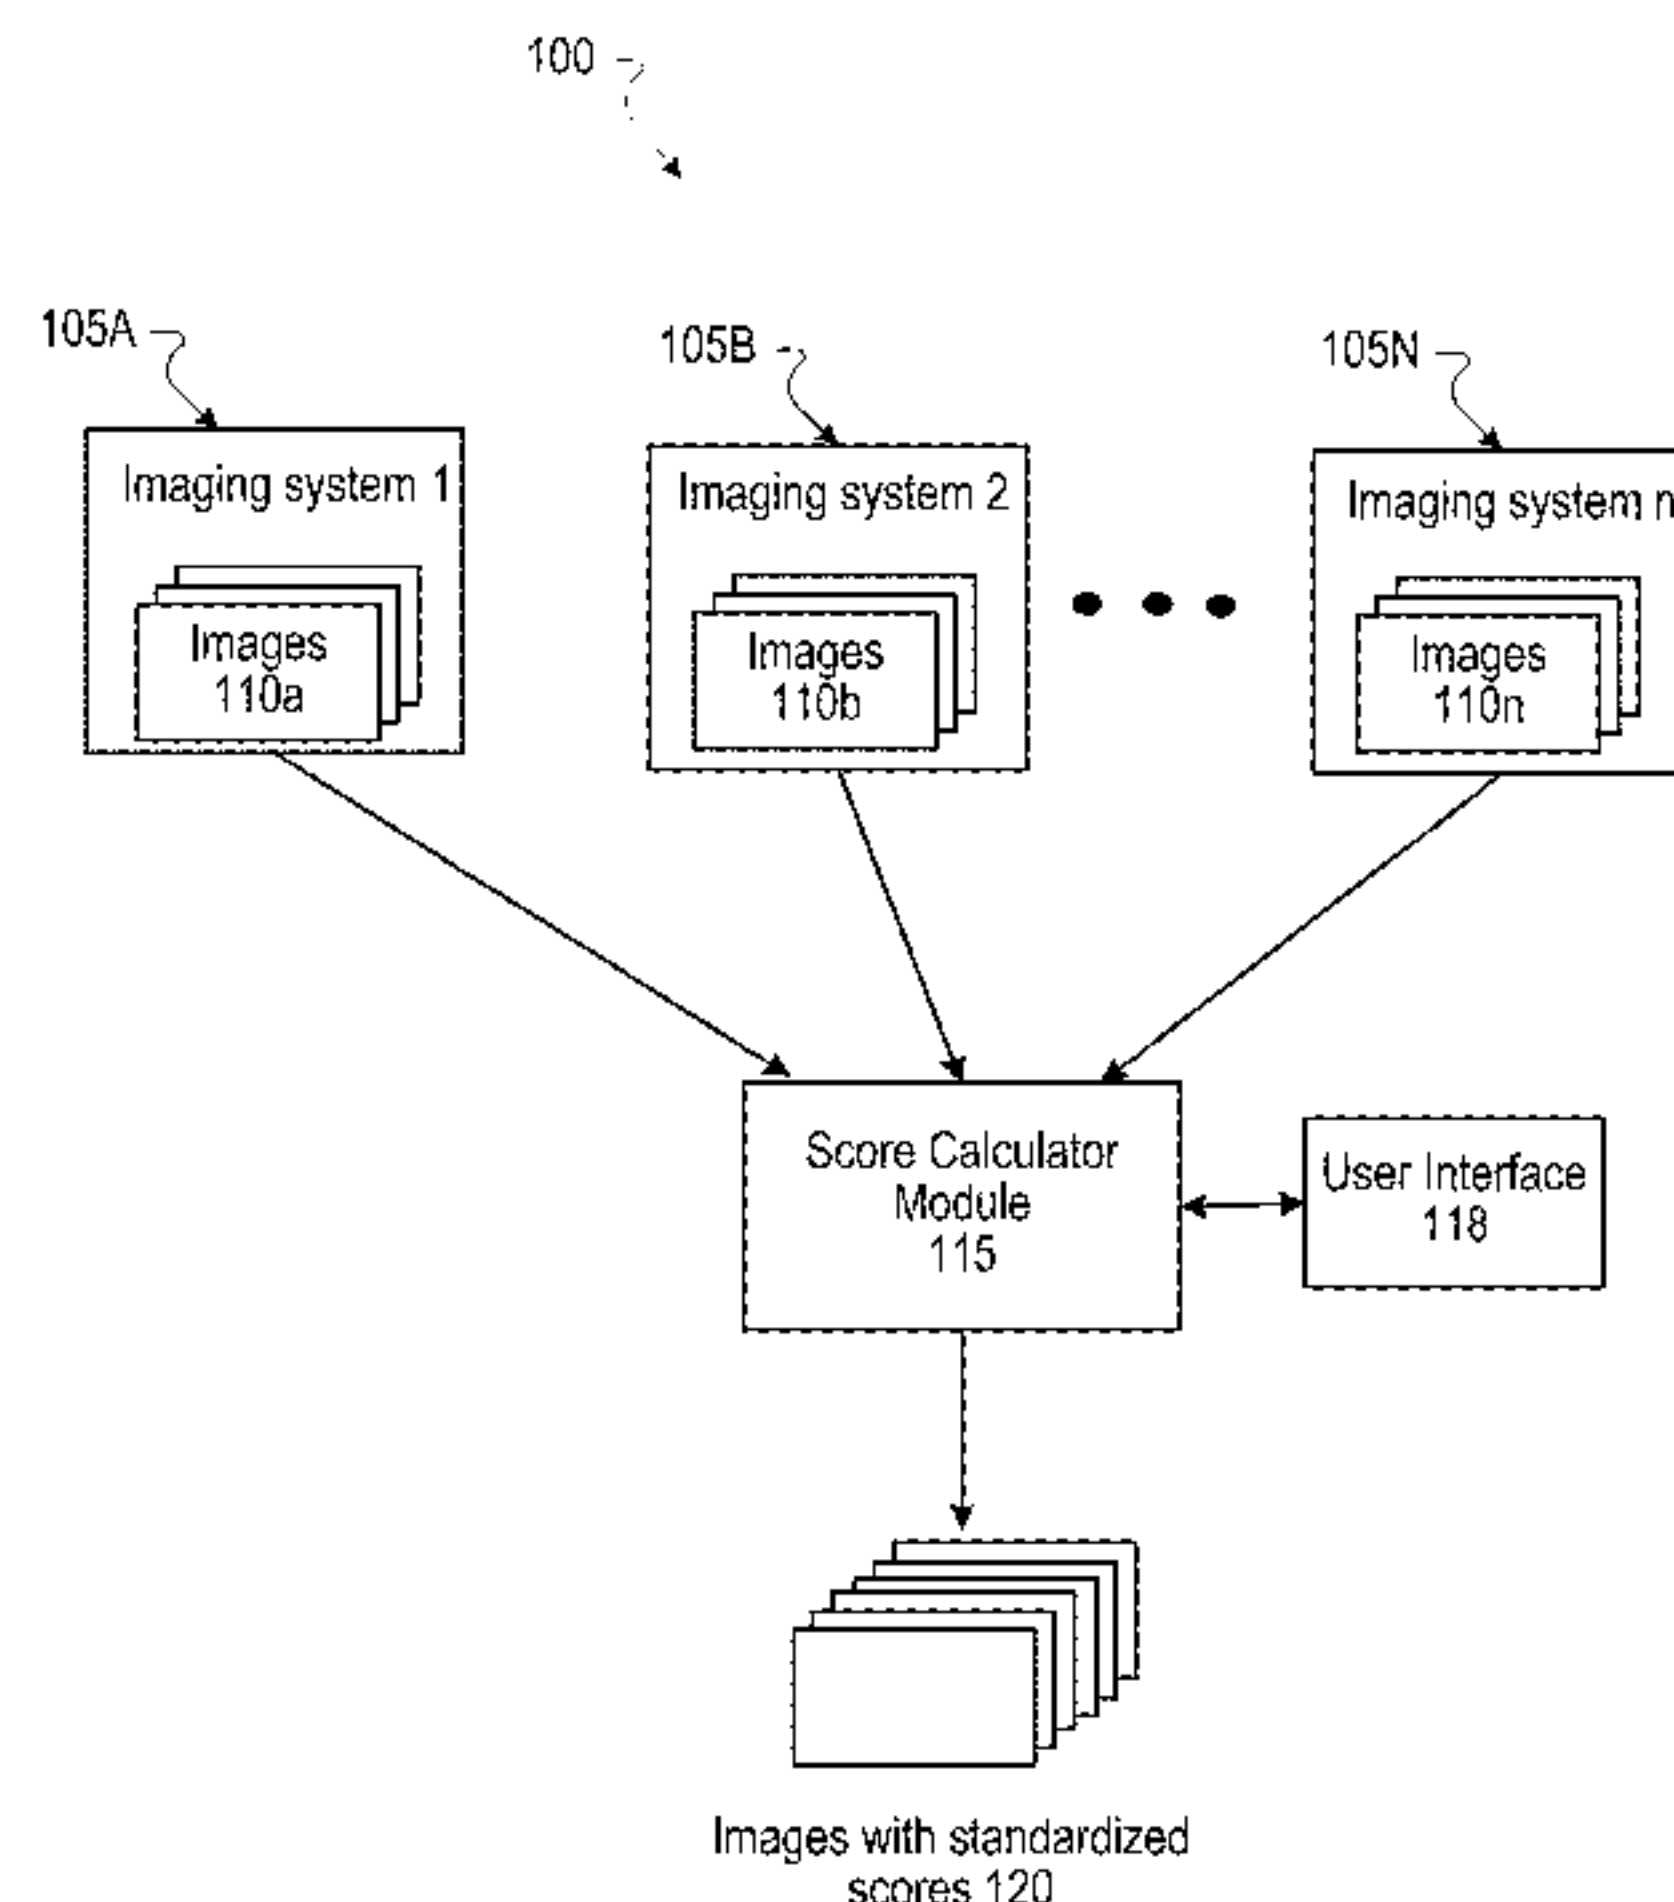 100
105A
105B
105N
Imaging system 1
Imaging system 2
Imaging system n
Images
110a
Images
110b
Images
110n
Score Calculator
Module
115
User Interface
118
Images with standardized
scores 120